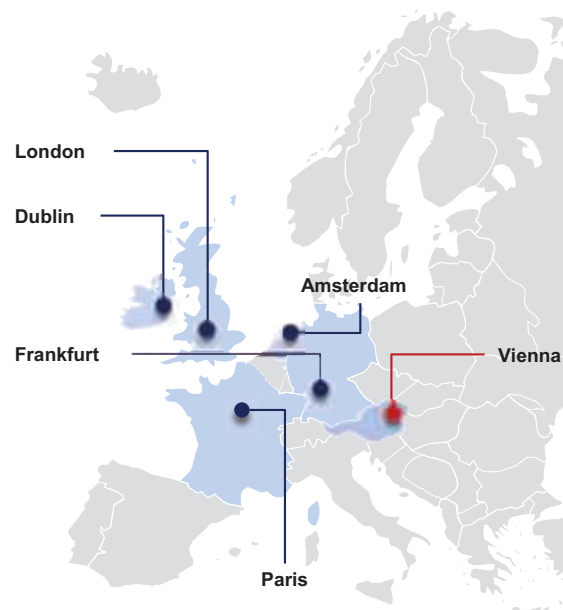 London
Dublin
Amsterdam
Frankfurt
Vienna
Paris